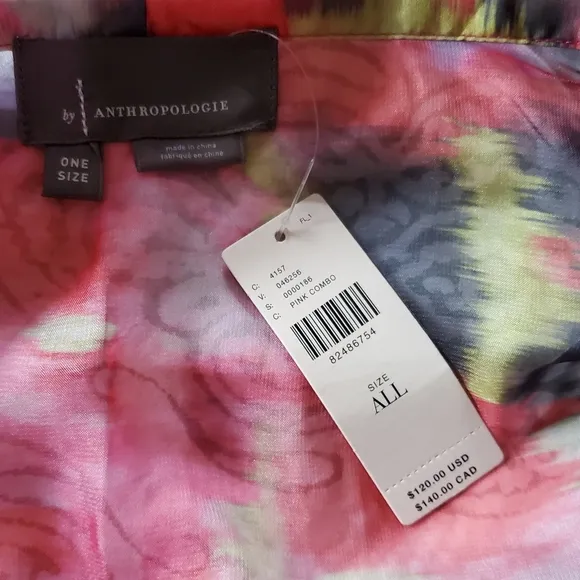 by ANTHROPOLOGIE
ONE
SIZE
made in china
fabriqué en chine
FL_1
C: 4157
V: 046256
S: 0000186
C: PINK COMBO
82486754
SIZE
ALL
$120.00 USD
$140.00 CAD